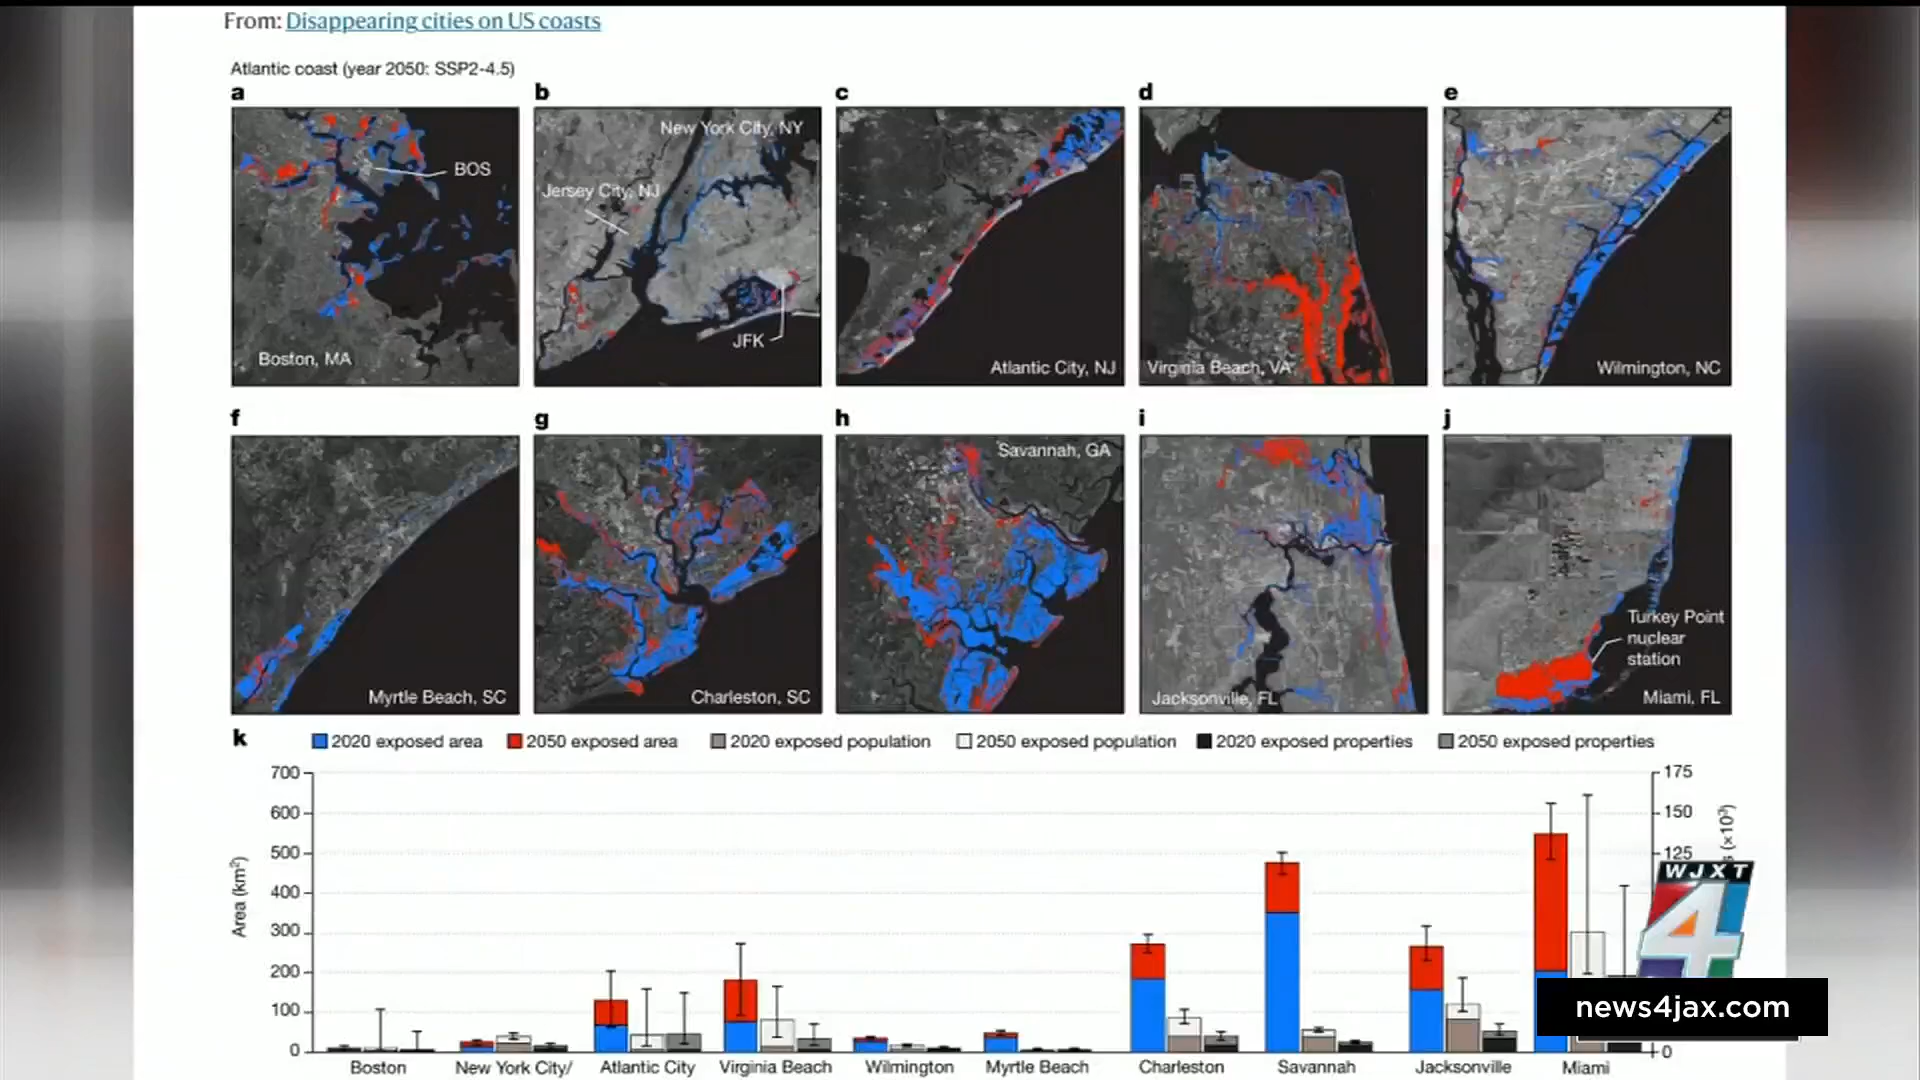 From: Disappearing cities on US coasts
Atlantic coast (year 2050: SSP2-4.5)
a b c d e
BOS
Boston, MA
New York City, NY
Jersey City, NJ
JFK
Atlantic City, NJ
Virginia Beach, VA
Wilmington, NC
f g h i j
Myrtle Beach, SC
Charleston, SC
Savannah, GA
Jacksonville, FL
Turkey Point
nuclear
station
Miami, FL
k
2020 exposed area 2050 exposed area 2020 exposed population 2050 exposed population 2020 exposed properties 2050 exposed properties
Area (km²)
700
600
500
400
300
200
100
0
175
150
125
0
(×10³)
Boston New York City/ Atlantic City Virginia Beach Wilmington Myrtle Beach Charleston Savannah Jacksonville Miami
WJXT
4
news4jax.com